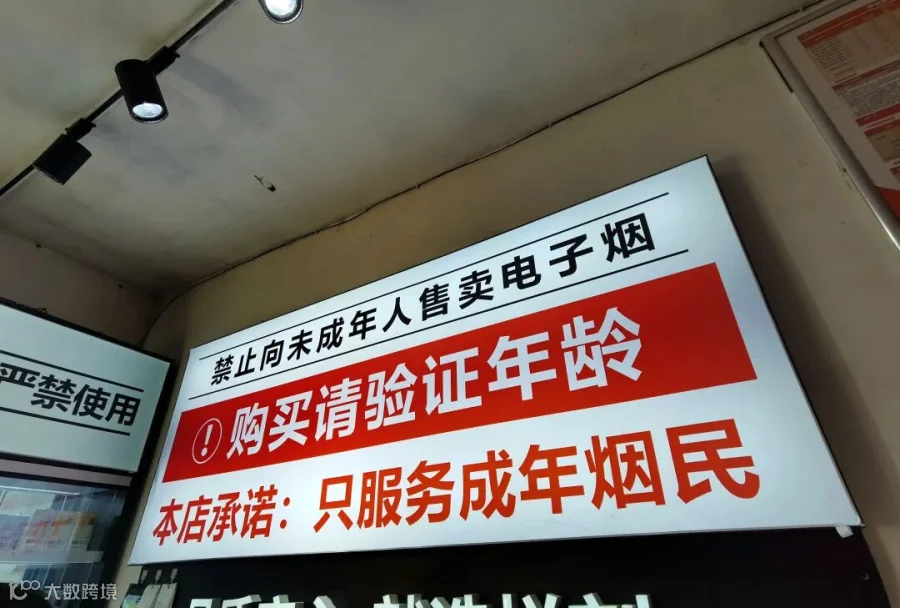 禁止向未成年人售卖电子烟
! 购买请验证年龄
本店承诺：只服务成年烟民
严禁使用
大数跨境